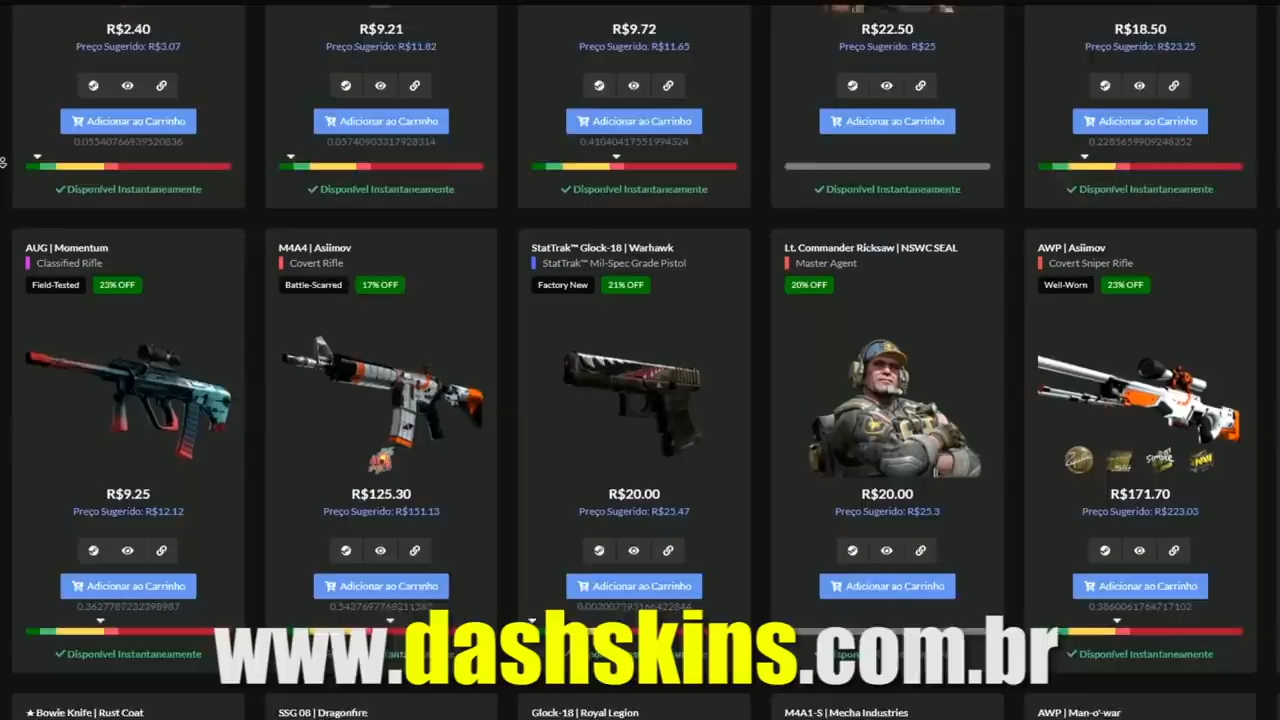 R$2.40
Preço Sugerido: R$3.07
Adicionar ao Carrinho
0.05540766939520836
Disponível Instantaneamente
R$9.21
Preço Sugerido: R$11.82
Adicionar ao Carrinho
0.05740903317928314
Disponível Instantaneamente
R$9.72
Preço Sugerido: R$11.65
Adicionar ao Carrinho
0.41040417551994324
Disponível Instantaneamente
R$22.50
Preço Sugerido: R$25
Adicionar ao Carrinho
Disponível Instantaneamente
R$18.50
Preço Sugerido: R$23.25
Adicionar ao Carrinho
0.2285659909248352
Disponível Instantaneamente
AUG | Momentum
Classified Rifle
Field-Tested 23% OFF
R$9.25
Preço Sugerido: R$12.12
Adicionar ao Carrinho
0.3627787232398987
Disponível Instantaneamente
M4A4 | Asiimov
Covert Rifle
Battle-Scarred 17% OFF
R$125.30
Preço Sugerido: R$151.13
Adicionar ao Carrinho
StatTrak™ Glock-18 | Warhawk
StatTrak™ Mil-Spec Grade Pistol
Factory New 21% OFF
R$20.00
Preço Sugerido: R$25.47
Adicionar ao Carrinho
Lt. Commander Ricksaw | NSWC SEAL
Master Agent
20% OFF
R$20.00
Preço Sugerido: R$25.3
Adicionar ao Carrinho
AWP | Asiimov
Covert Sniper Rifle
Well-Worn 23% OFF
R$171.70
Preço Sugerido: R$223.03
Adicionar ao Carrinho
0.3860061764717102
Disponível Instantaneamente
www.dashskins.com.br
★ Bowie Knife | Rust Coat
SSG 08 | Dragonfire
Glock-18 | Royal Legion
M4A1-S | Mecha Industries
AWP | Man-o'-war